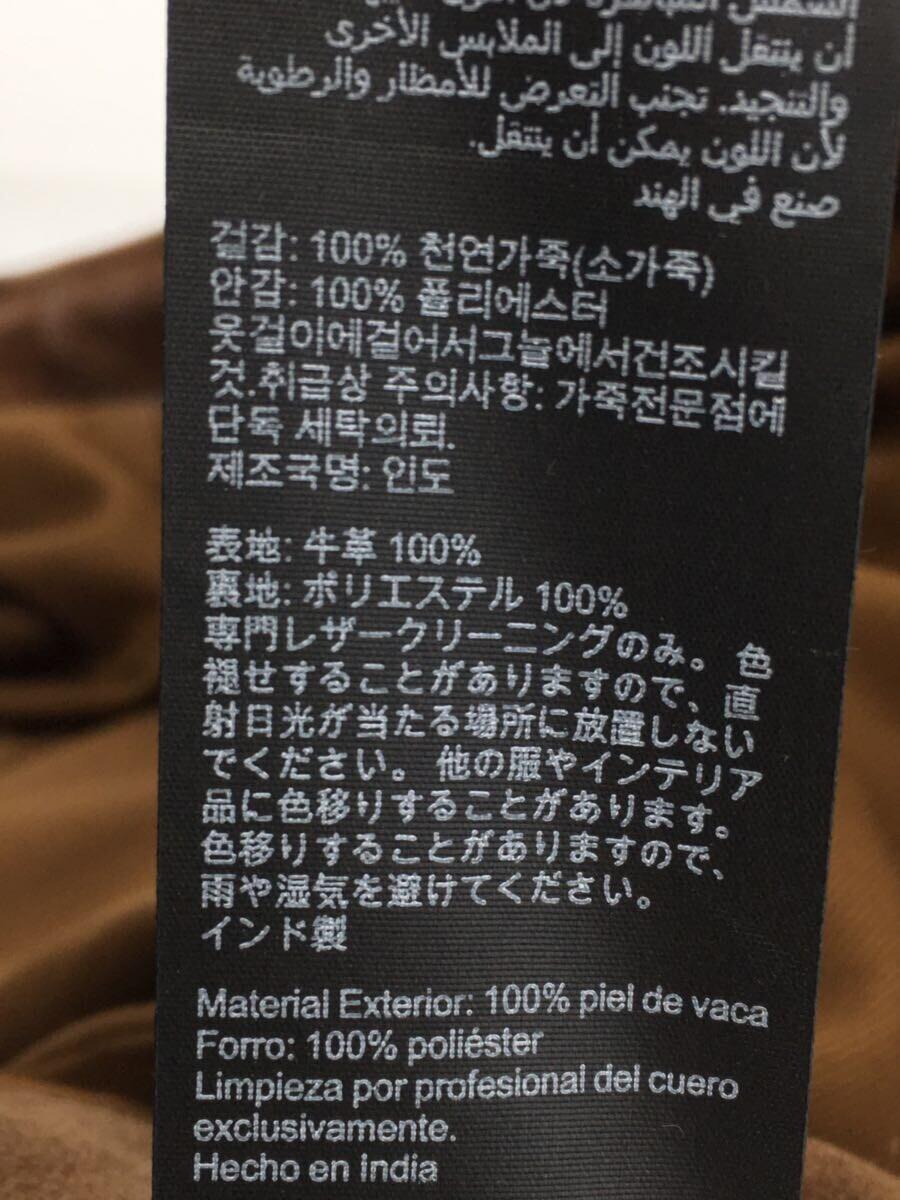 أن ينتقل اللون إلى الملابس الأخرى
والتنجيد. تجنب التعرض للأمطار والرطوبة
لأن اللون يمكن أن ينتقل.
صنع في الهند
겉감: 100% 천연가죽(소가죽)
안감: 100% 폴리에스터
옷걸이에걸어서그늘에서건조시킬
것.취급상 주의사항: 가죽전문점에
단독 세탁의뢰.
제조국명: 인도
表地: 牛革 100%
裏地: ポリエステル 100%
専門レザークリーニングのみ。 色
褪せすることがありますので、直
射日光が当たる場所に放置しない
でください。 他の服やインテリア
品に色移りすることがあります。
色移りすることがありますので、
雨や湿気を避けてください。
インド製
Material Exterior: 100% piel de vaca
Forro: 100% poliéster
Limpieza por profesional del cuero
exclusivamente.
Hecho en India